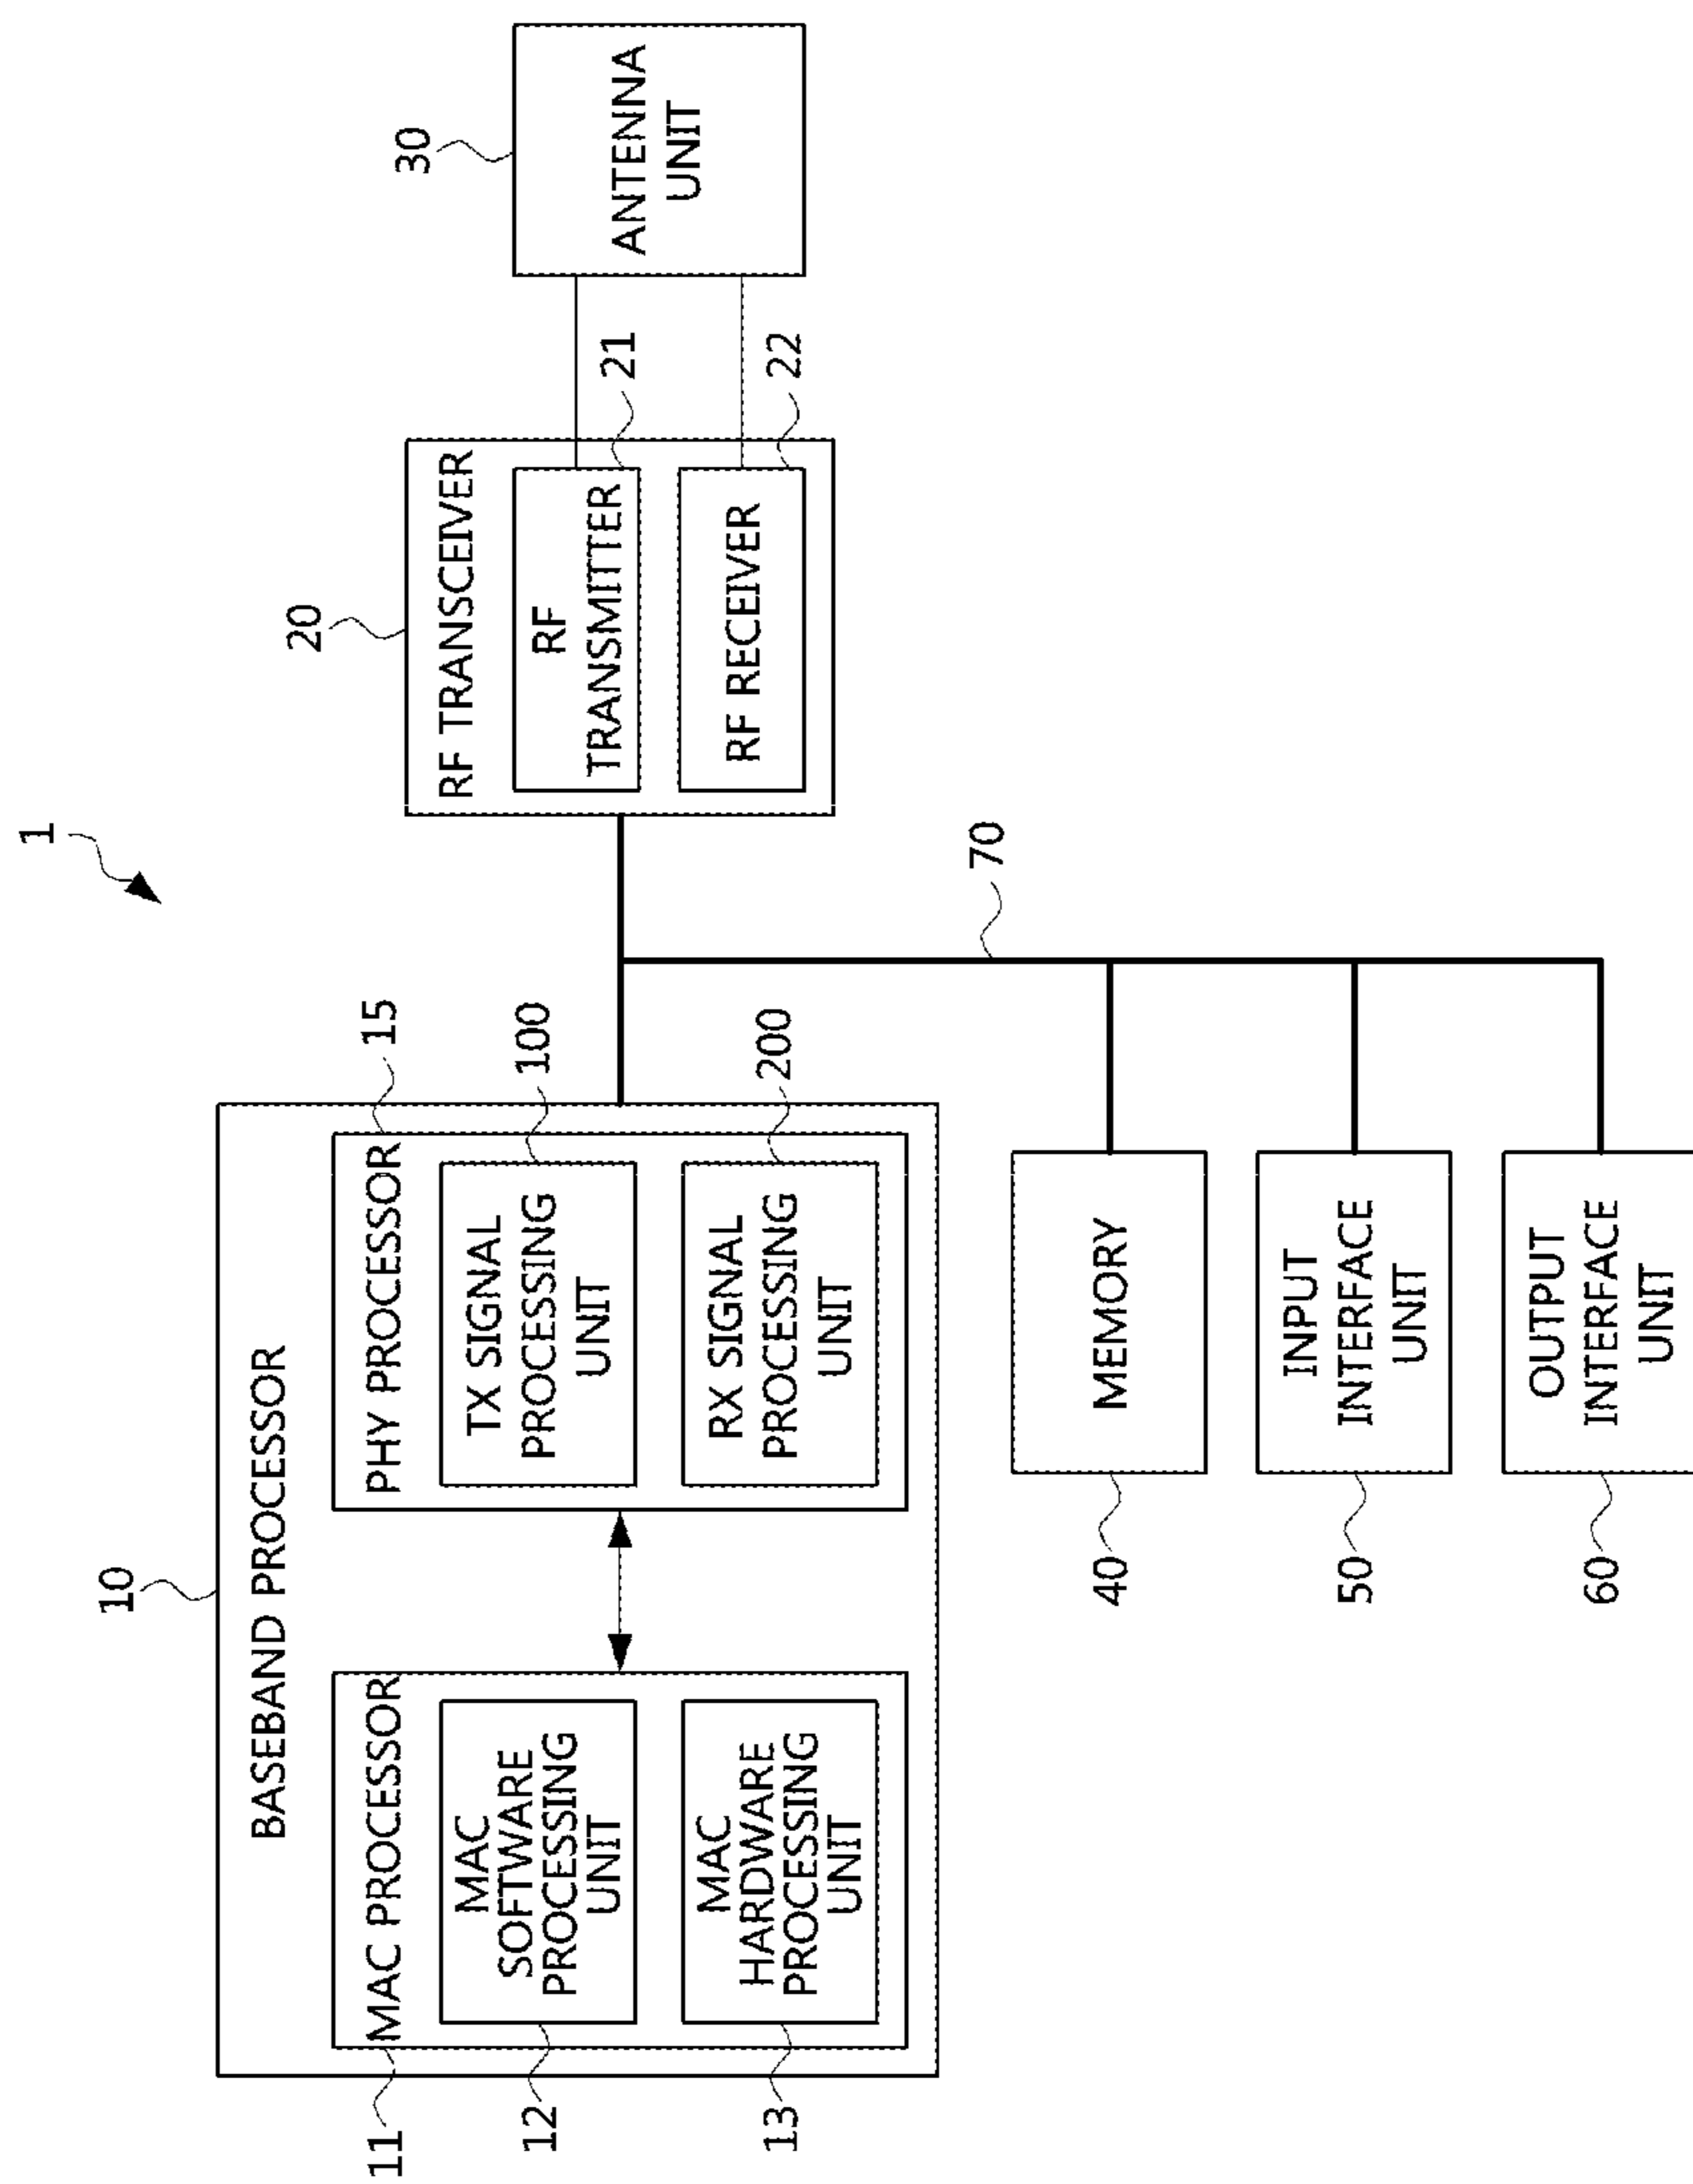 1
10
BASEBAND PROCESSOR
11
MAC PROCESSOR
12
MAC
SOFTWARE
PROCESSING
UNIT
13
MAC
HARDWARE
PROCESSING
UNIT
15
PHY PROCESSOR
100
TX SIGNAL
PROCESSING
UNIT
200
RX SIGNAL
PROCESSING
UNIT
20
RF TRANSCEIVER
21
RF
TRANSMITTER
22
RF RECEIVER
30
ANTENNA
UNIT
70
40
MEMORY
50
INPUT
INTERFACE
UNIT
60
OUTPUT
INTERFACE
UNIT